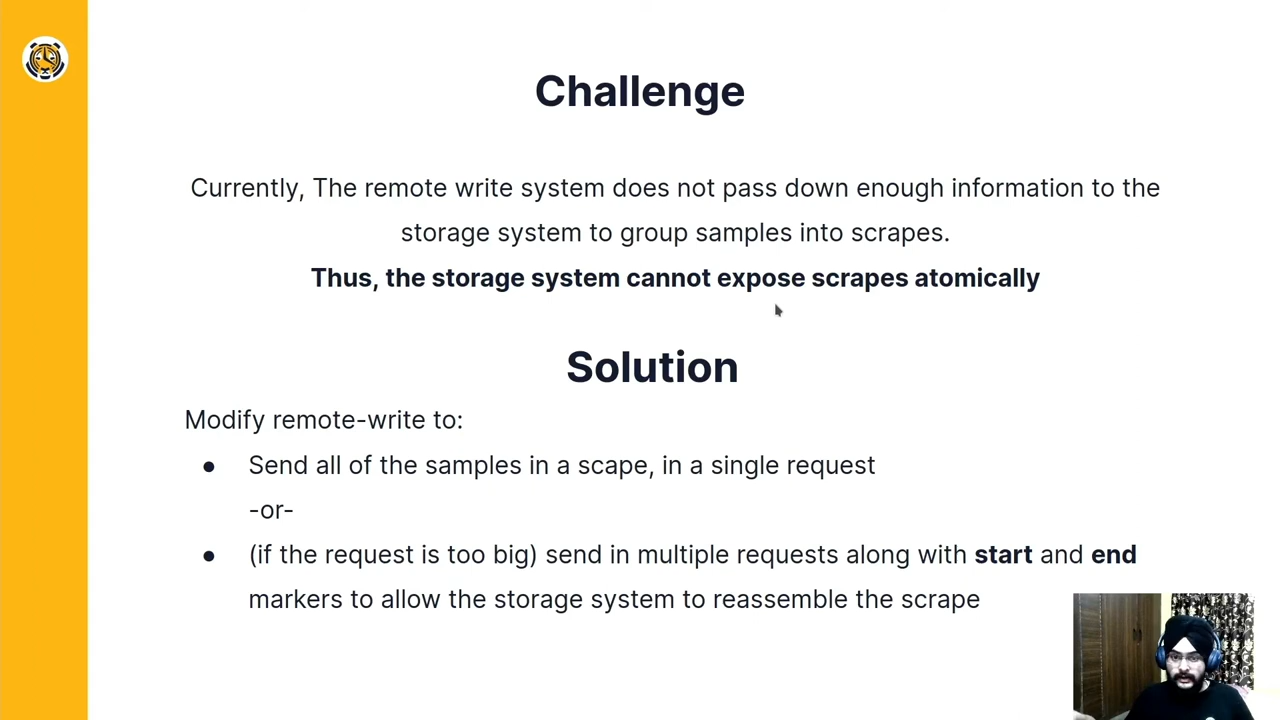 Challenge
Currently, The remote write system does not pass down enough information to the
storage system to group samples into scrapes.
Thus, the storage system cannot expose scrapes atomically
Solution
Modify remote-write to:
● Send all of the samples in a scape, in a single request
-or-
● (if the request is too big) send in multiple requests along with start and end
markers to allow the storage system to reassemble the scrape